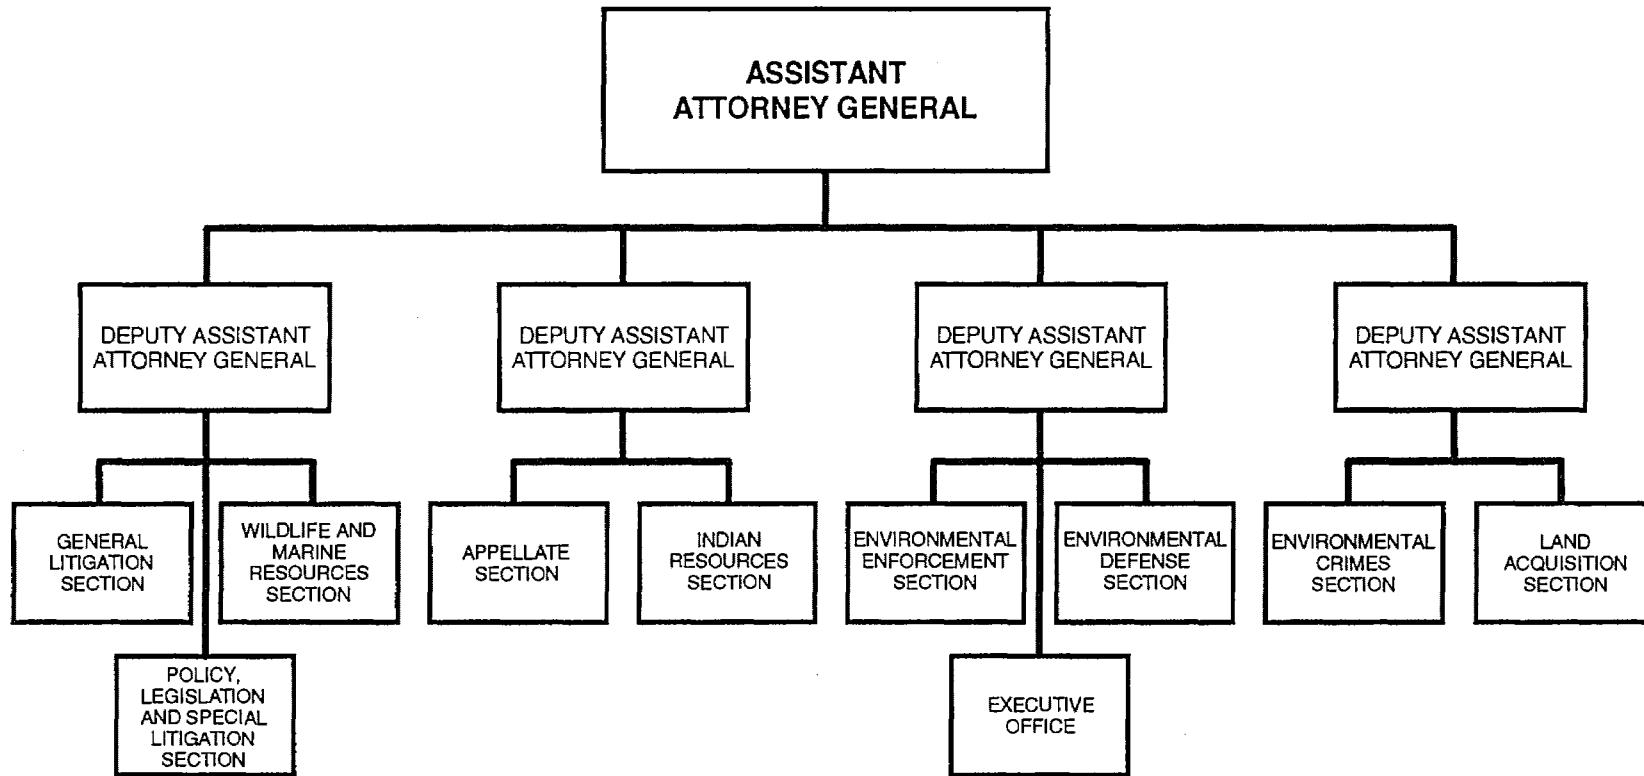 ASSISTANT
ATTORNEY GENERAL
DEPUTY ASSISTANT
ATTORNEY GENERAL
DEPUTY ASSISTANT
ATTORNEY GENERAL
DEPUTY ASSISTANT
ATTORNEY GENERAL
DEPUTY ASSISTANT
ATTORNEY GENERAL
GENERAL
LITIGATION
SECTION
WILDLIFE AND
MARINE
RESOURCES
SECTION
APPELLATE
SECTION
INDIAN
RESOURCES
SECTION
ENVIRONMENTAL
ENFORCEMENT
SECTION
ENVIRONMENTAL
DEFENSE
SECTION
ENVIRONMENTAL
CRIMES
SECTION
LAND
ACQUISITION
SECTION
POLICY,
LEGISLATION
AND SPECIAL
LITIGATION
SECTION
EXECUTIVE
OFFICE